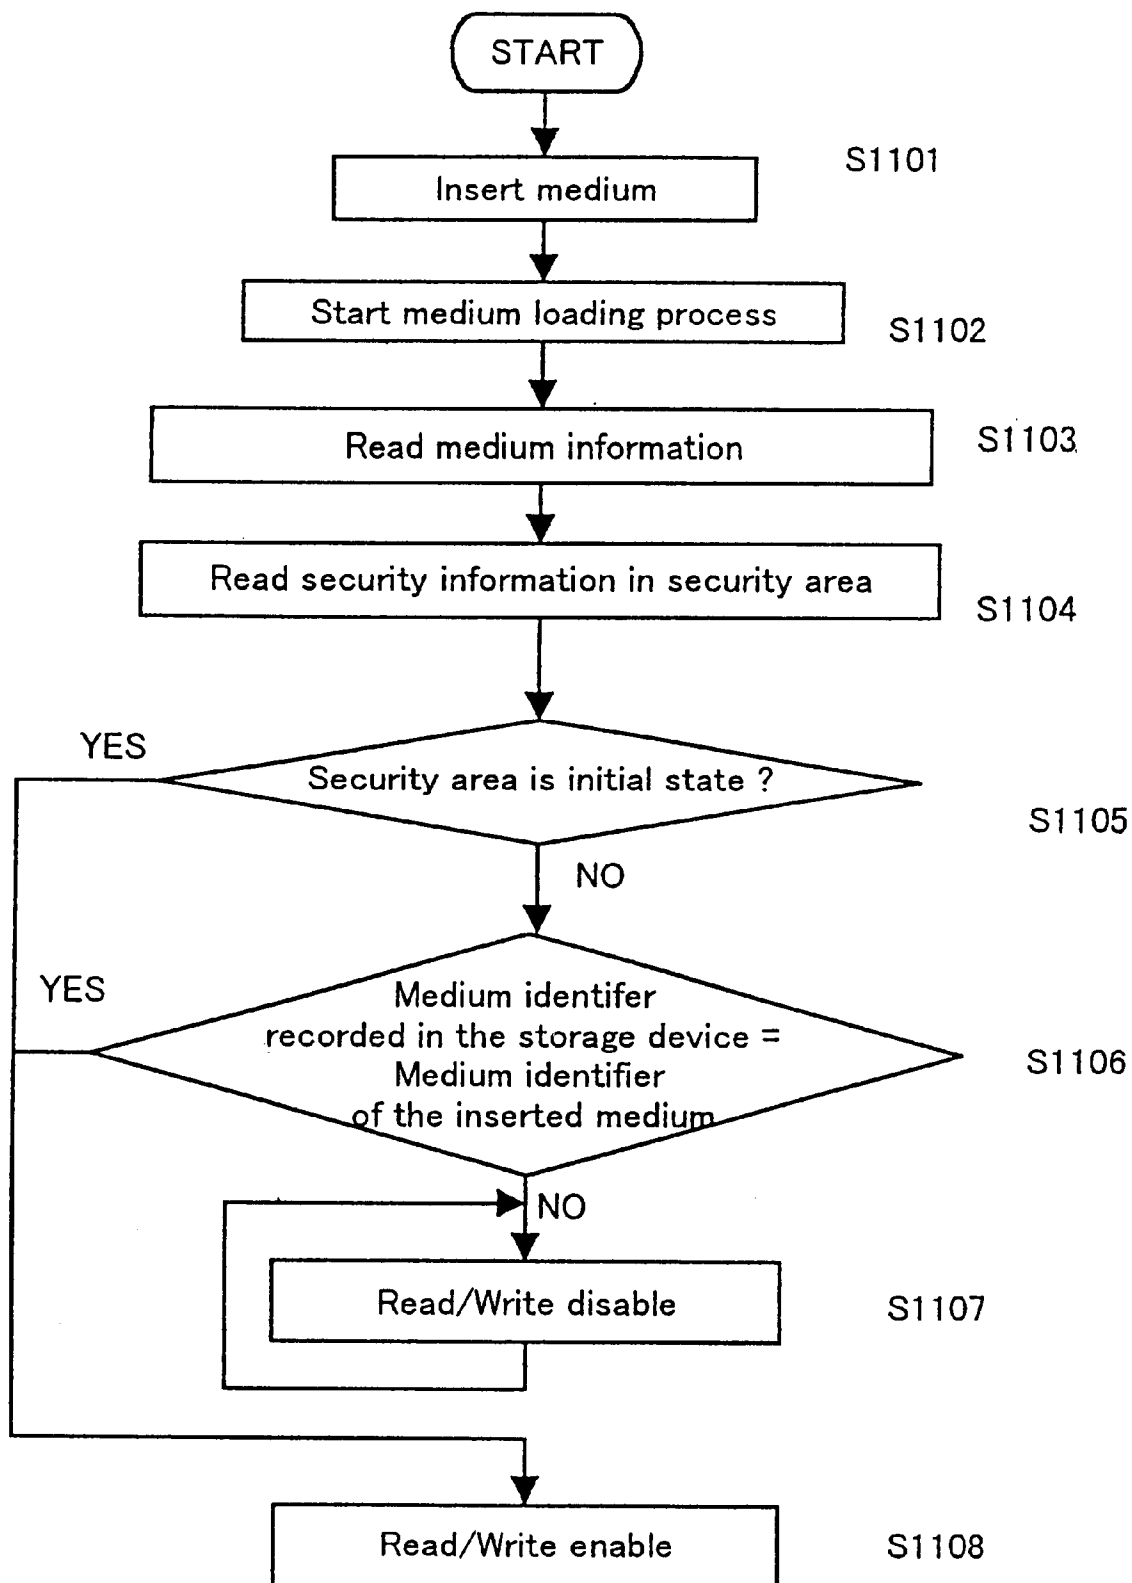 START
S1101
Insert medium
Start medium loading process
S1102
Read medium information
S1103
Read security information in security area
S1104
YES
Security area is initial state ?
S1105
NO
YES
Medium identifer
recorded in the storage device =
Medium identifier
of the inserted medium
S1106
NO
Read/Write disable
S1107
Read/Write enable
S1108